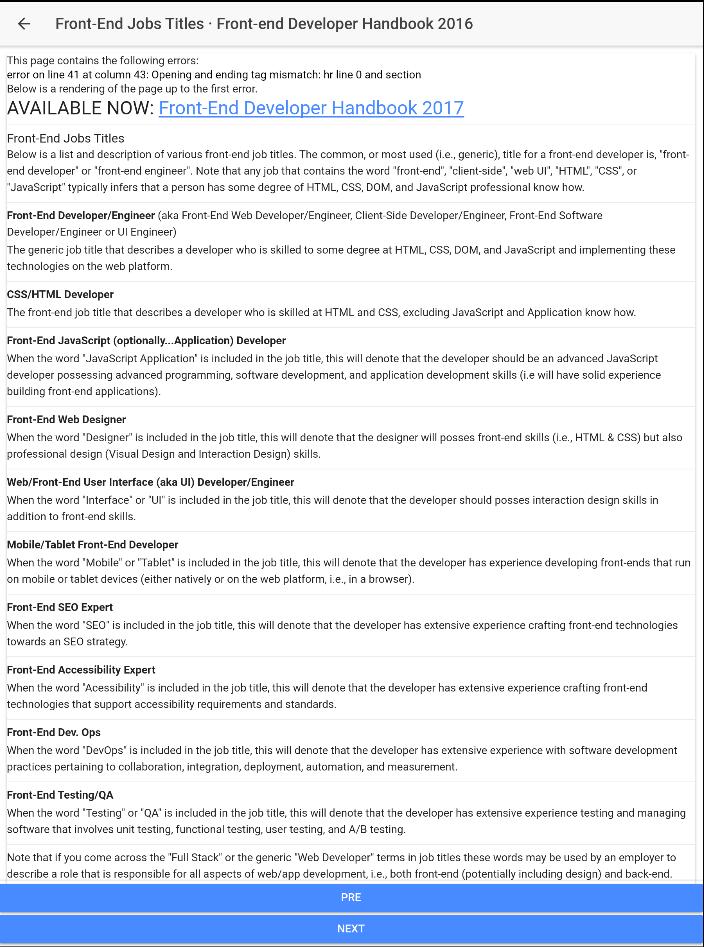 Front-End Jobs Titles · Front-end Developer Handbook 2016
This page contains the following errors:
error on line 41 at column 43: Opening and ending tag mismatch: hr line 0 and section
Below is a rendering of the page up to the first error.
AVAILABLE NOW: Front-End Developer Handbook 2017
Front-End Jobs Titles
Below is a list and description of various front-end job titles. The common, or most used (i.e., generic), title for a front-end developer is, "front-
end developer" or "front-end engineer". Note that any job that contains the word "front-end", "client-side", "web UI", "HTML", "CSS", or
"JavaScript" typically infers that a person has some degree of HTML, CSS, DOM, and JavaScript professional know how.
Front-End Developer/Engineer (aka Front-End Web Developer/Engineer, Client-Side Developer/Engineer, Front-End Software
Developer/Engineer or UI Engineer)
The generic job title that describes a developer who is skilled to some degree at HTML, CSS, DOM, and JavaScript and implementing these
technologies on the web platform.
CSS/HTML Developer
The front-end job title that describes a developer who is skilled at HTML and CSS, excluding JavaScript and Application know how.
Front-End JavaScript (optionally...Application) Developer
When the word "JavaScript Application" is included in the job title, this will denote that the developer should be an advanced JavaScript
developer possessing advanced programming, software development, and application development skills (i.e will have solid experience
building front-end applications).
Front-End Web Designer
When the word "Designer" is included in the job title, this will denote that the designer will posses front-end skills (i.e., HTML & CSS) but also
professional design (Visual Design and Interaction Design) skills.
Web/Front-End User Interface (aka UI) Developer/Engineer
When the word "Interface" or "UI" is included in the job title, this will denote that the developer should posses interaction design skills in
addition to front-end skills.
Mobile/Tablet Front-End Developer
When the word "Mobile" or "Tablet" is included in the job title, this will denote that the developer has experience developing front-ends that run
on mobile or tablet devices (either natively or on the web platform, i.e., in a browser).
Front-End SEO Expert
When the word "SEO" is included in the job title, this will denote that the developer has extensive experience crafting front-end technologies
towards an SEO strategy.
Front-End Accessibility Expert
When the word "Acessibility" is included in the job title, this will denote that the developer has extensive experience crafting front-end
technologies that support accessibility requirements and standards.
Front-End Dev. Ops
When the word "DevOps" is included in the job title, this will denote that the developer has extensive experience with software development
practices pertaining to collaboration, integration, deployment, automation, and measurement.
Front-End Testing/QA
When the word "Testing" or "QA" is included in the job title, this will denote that the developer has extensive experience testing and managing
software that involves unit testing, functional testing, user testing, and A/B testing.
Note that if you come across the "Full Stack" or the generic "Web Developer" terms in job titles these words may be used by an employer to
describe a role that is responsible for all aspects of web/app development, i.e., both front-end (potentially including design) and back-end.
PRE
NEXT